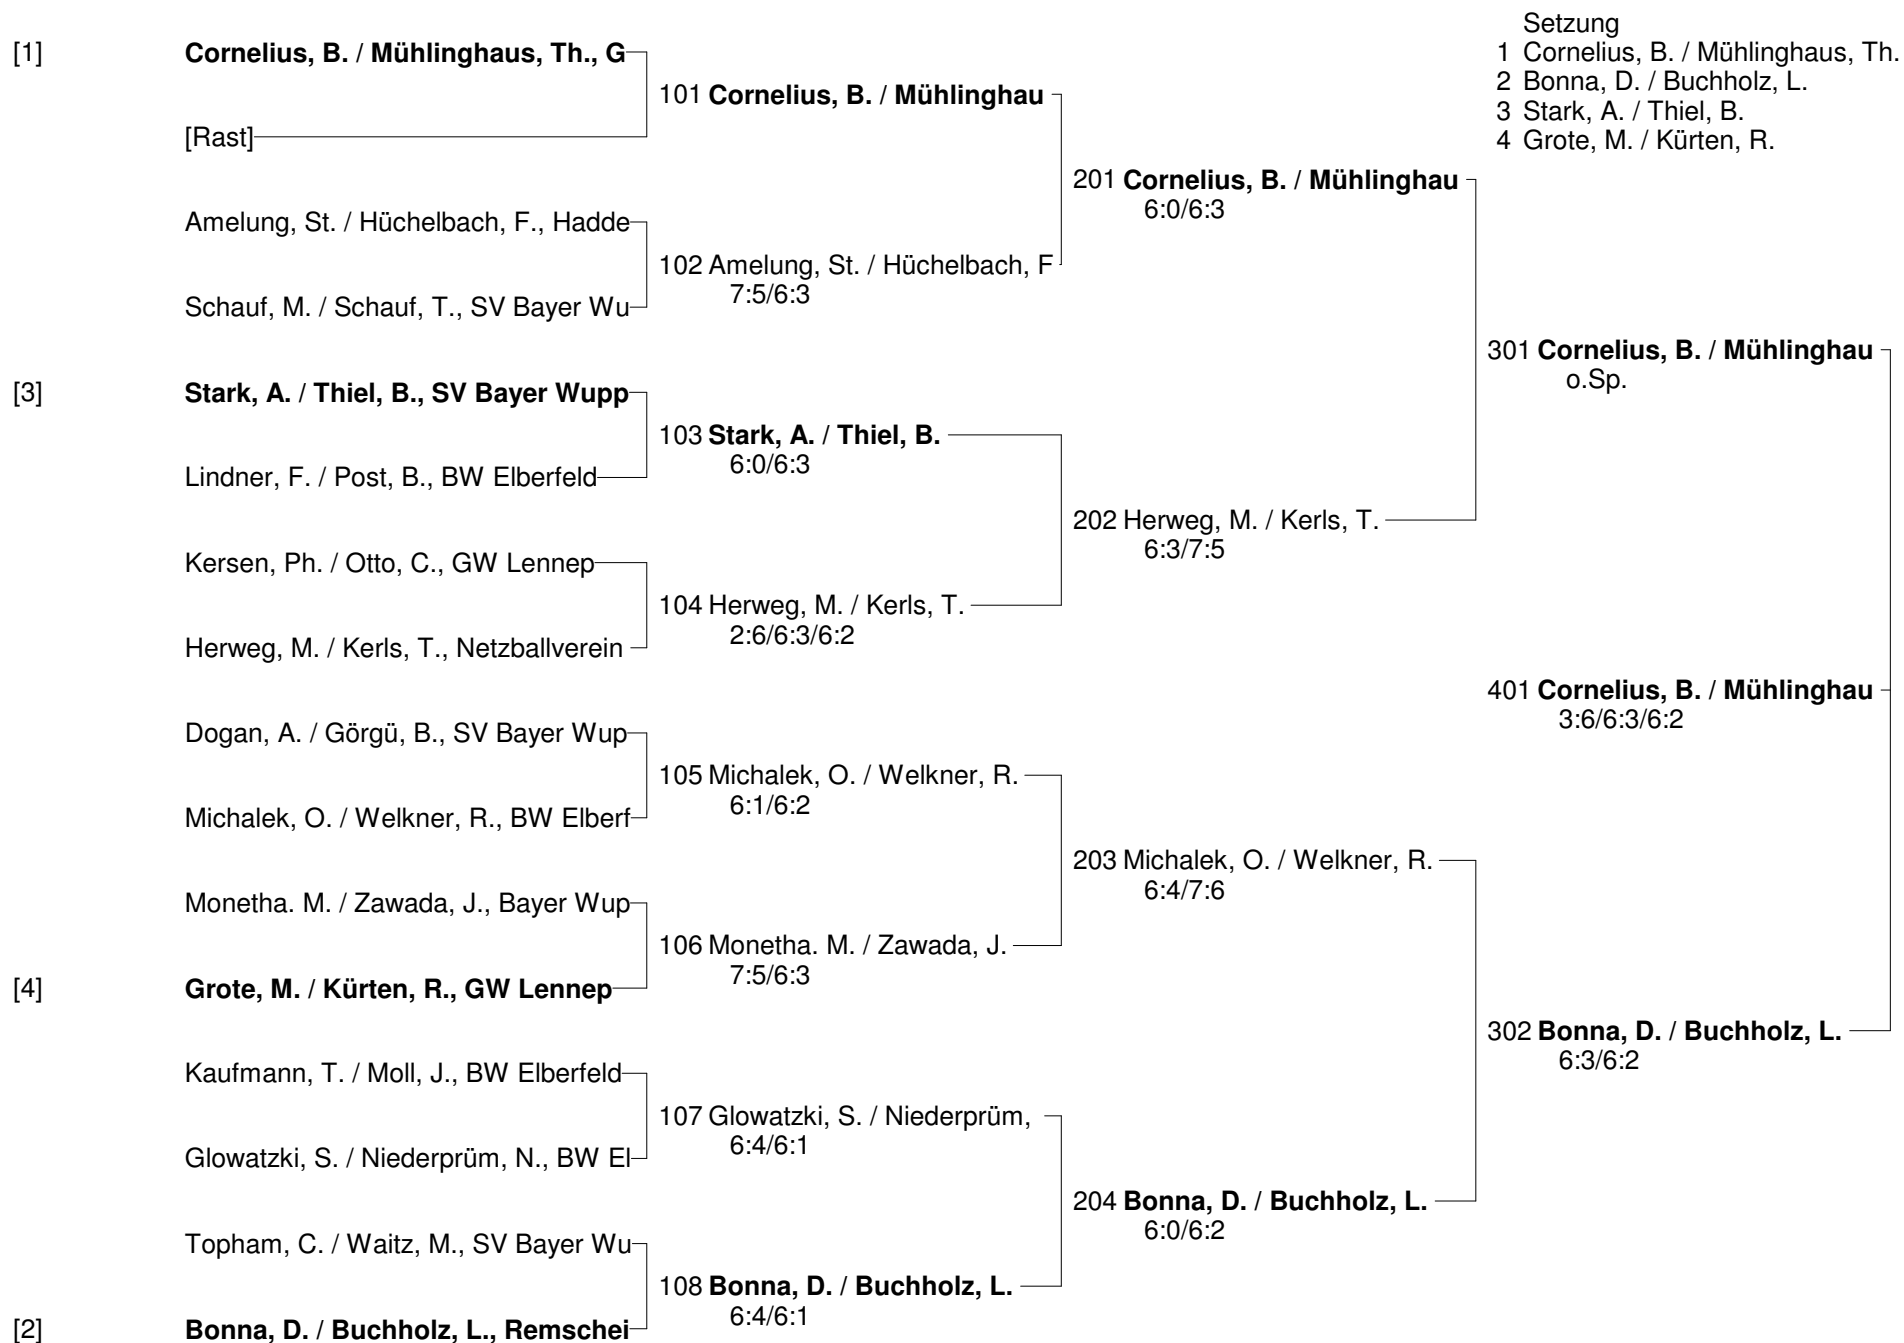 Setzung
1 Cornelius, B. / Mühlinghaus, Th.
2 Bonna, D. / Buchholz, L.
3 Stark, A. / Thiel, B.
4 Grote, M. / Kürten, R.
[1] Cornelius, B. / Mühlinghaus, Th., G
[Rast]
Amelung, St. / Hüchelbach, F., Hadde
Schauf, M. / Schauf, T., SV Bayer Wu
[3] Stark, A. / Thiel, B., SV Bayer Wupp
Lindner, F. / Post, B., BW Elberfeld
Kersen, Ph. / Otto, C., GW Lennep
Herweg, M. / Kerls, T., Netzballverein
Dogan, A. / Görgü, B., SV Bayer Wup
Michalek, O. / Welkner, R., BW Elberf
Monetha. M. / Zawada, J., Bayer Wup
[4] Grote, M. / Kürten, R., GW Lennep
Kaufmann, T. / Moll, J., BW Elberfeld
Glowatzki, S. / Niederprüm, N., BW El
Topham, C. / Waitz, M., SV Bayer Wu
[2] Bonna, D. / Buchholz, L., Remschei
101 Cornelius, B. / Mühlinghau
102 Amelung, St. / Hüchelbach, F
7:5/6:3
103 Stark, A. / Thiel, B.
6:0/6:3
104 Herweg, M. / Kerls, T.
2:6/6:3/6:2
105 Michalek, O. / Welkner, R.
6:1/6:2
106 Monetha. M. / Zawada, J.
7:5/6:3
107 Glowatzki, S. / Niederprüm,
6:4/6:1
108 Bonna, D. / Buchholz, L.
6:4/6:1
201 Cornelius, B. / Mühlinghau
6:0/6:3
202 Herweg, M. / Kerls, T.
6:3/7:5
203 Michalek, O. / Welkner, R.
6:4/7:6
204 Bonna, D. / Buchholz, L.
6:0/6:2
301 Cornelius, B. / Mühlinghau
o.Sp.
401 Cornelius, B. / Mühlinghau
3:6/6:3/6:2
302 Bonna, D. / Buchholz, L.
6:3/6:2